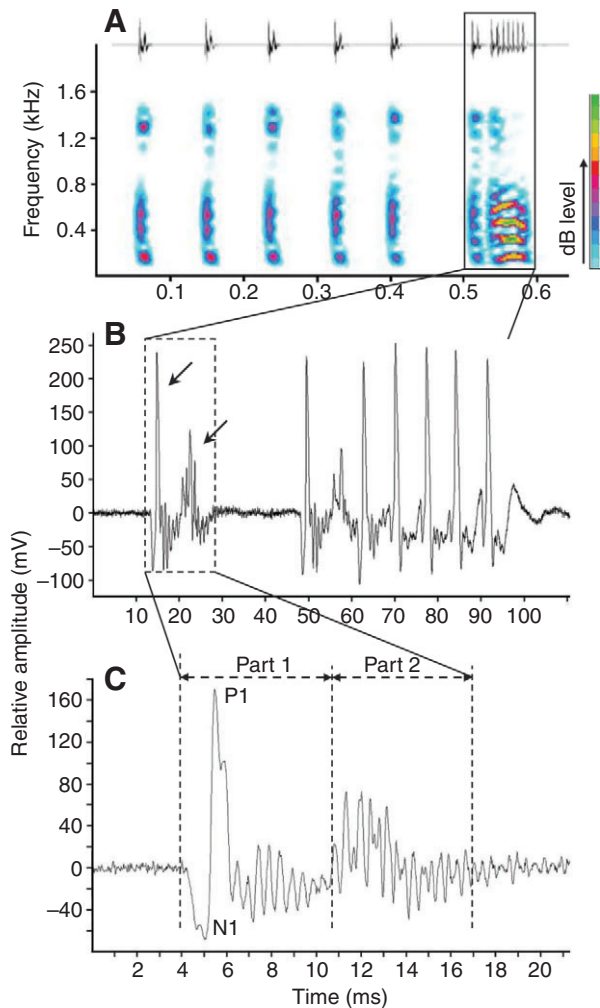 A
Frequency (kHz)
1.6
1.2
0.8
0.4
0.1 0.2 0.3 0.4 0.5 0.6
dB level
B
Relative amplitude (mV)
250
200
150
100
50
0
−50
−100
10 20 30 40 50 60 70 80 90 100
C
Part 1 Part 2
P1
N1
160
120
80
40
0
−40
2 4 6 8 10 12 14 16 18 20
Time (ms)